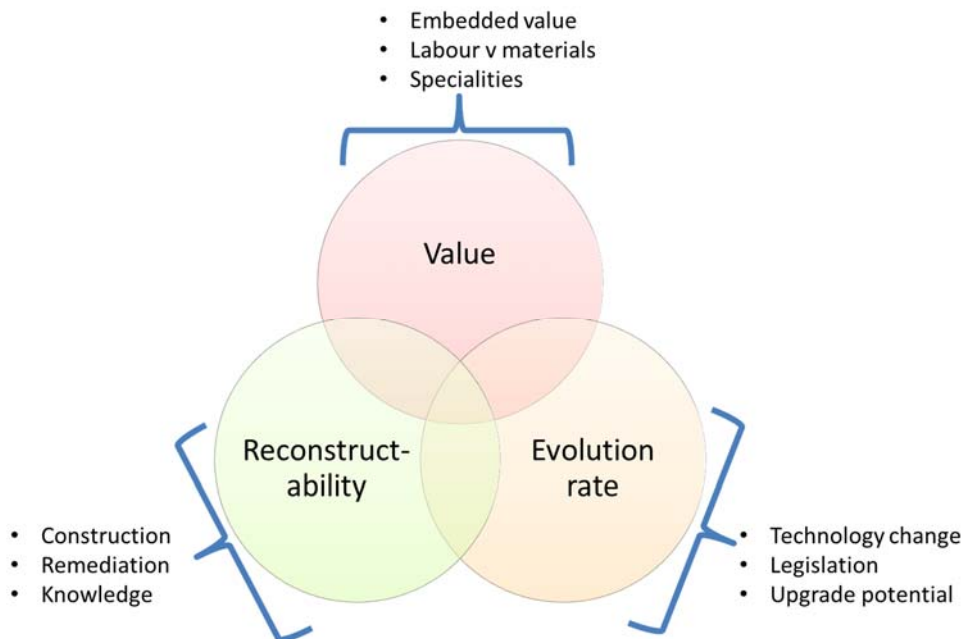 • Embedded value
• Labour v materials
• Specialities
Value
Reconstruct-
ability
Evolution
rate
• Construction
• Remediation
• Knowledge
• Technology change
• Legislation
• Upgrade potential